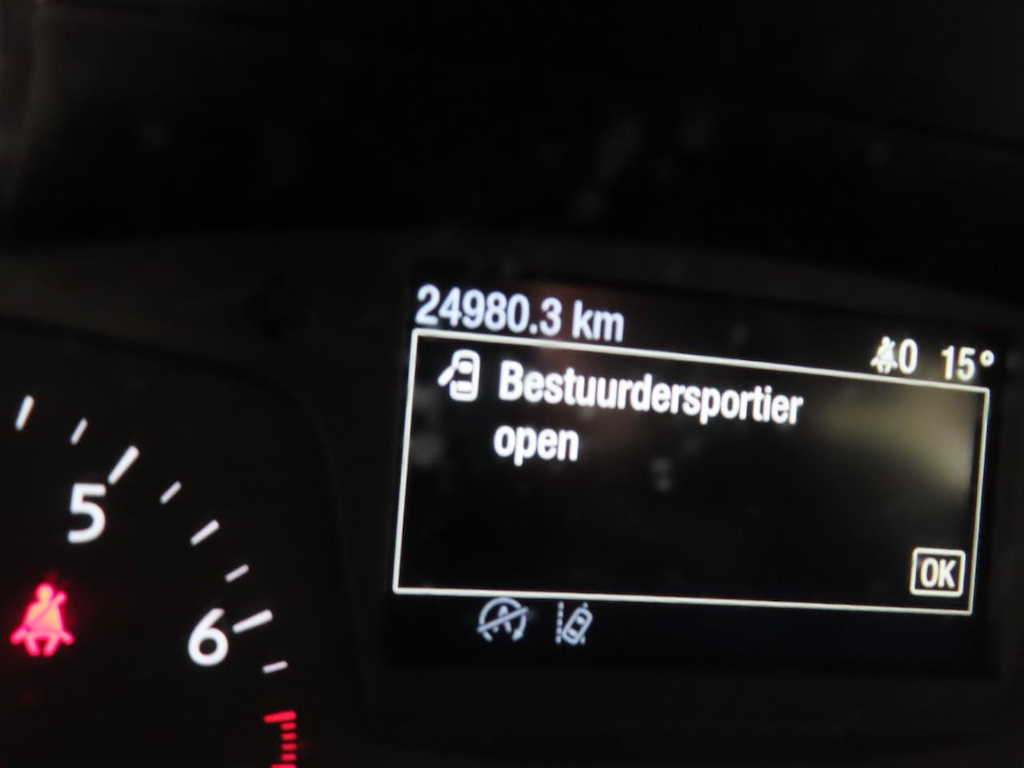 24980.3 km
0 15°
Bestuurdersportier
open
OK
5
6